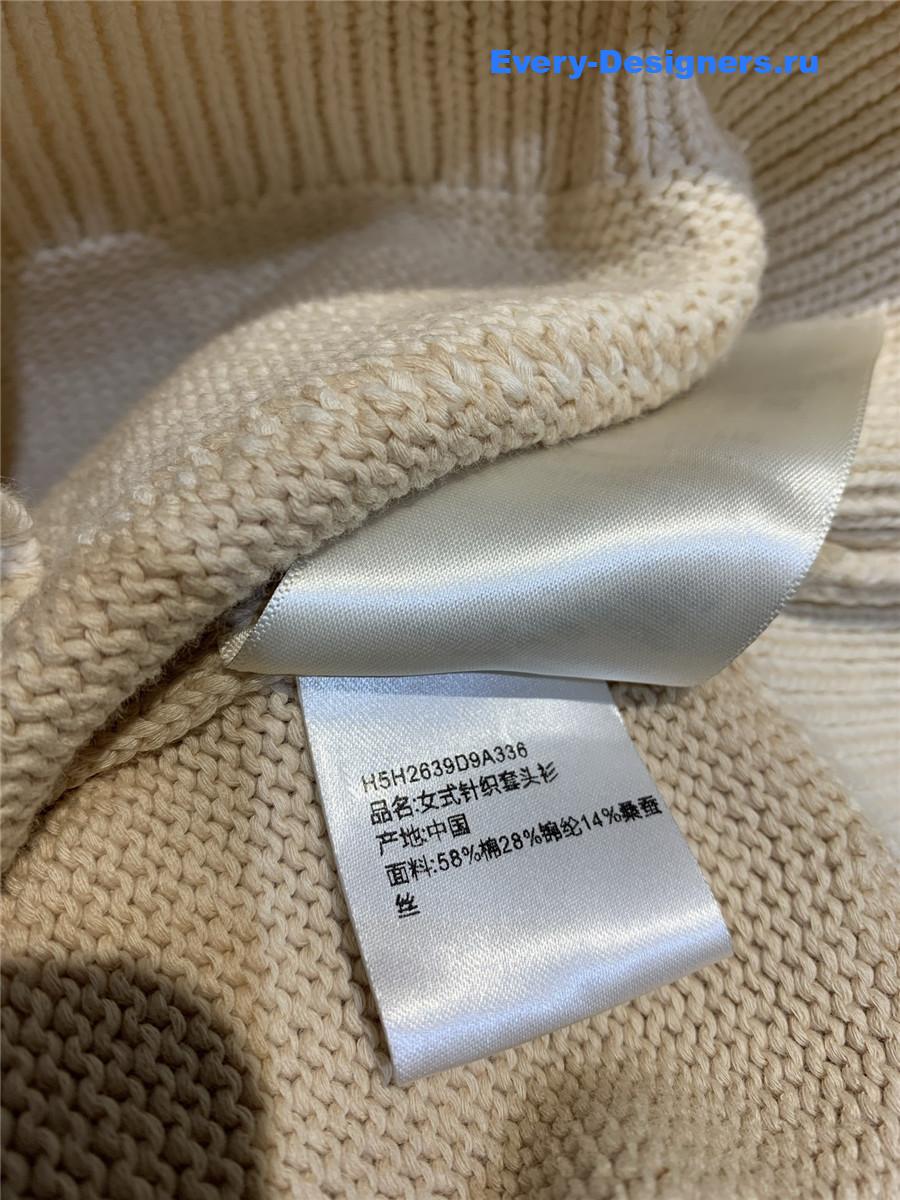 Every-Designers.ru
H5H2639D9A336
品名:女式针织套头衫
产地:中国
面料:58%棉28%锦纶14%桑蚕
丝